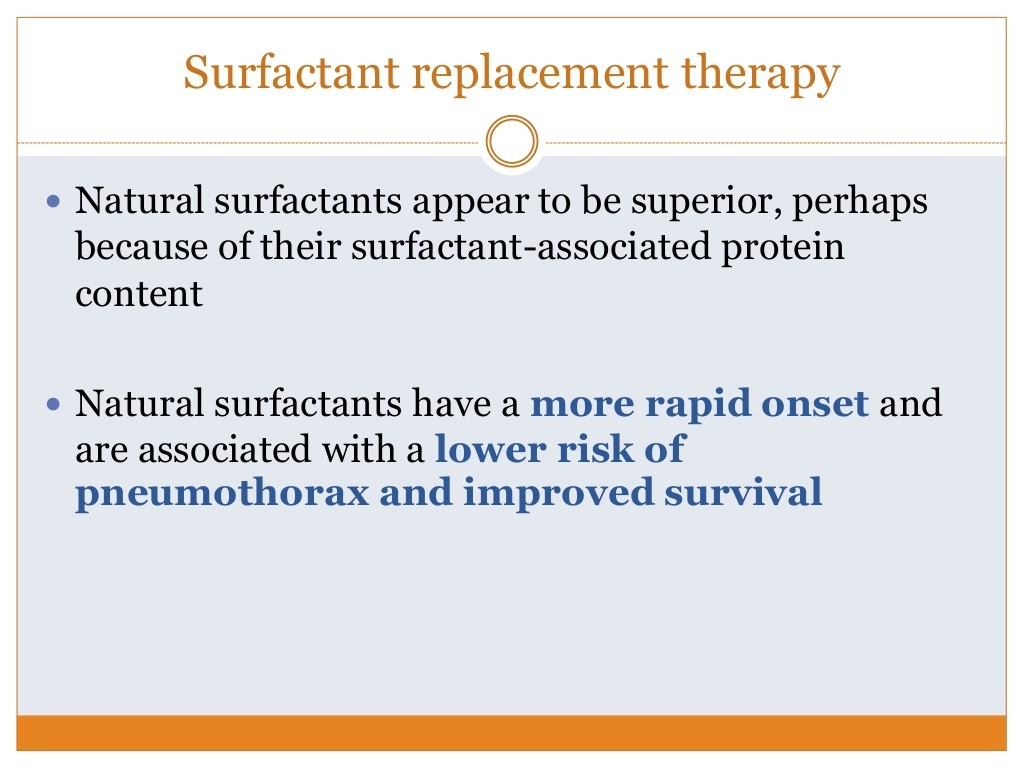 Surfactant replacement therapy
• Natural surfactants appear to be superior, perhaps
because of their surfactant-associated protein
content
• Natural surfactants have a more rapid onset and
are associated with a lower risk of
pneumothorax and improved survival